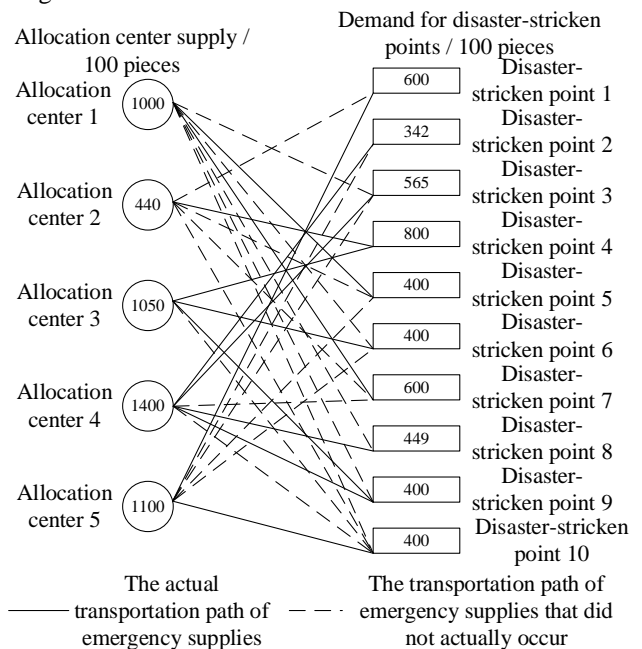 Allocation center supply /
100 pieces
Demand for disaster-stricken
points / 100 pieces
Allocation
center 1
1000
Allocation
center 2
440
Allocation
center 3
1050
Allocation
center 4
1400
Allocation
center 5
1100
600
Disaster-
stricken point 1
342
Disaster-
stricken point 2
565
Disaster-
stricken point 3
800
Disaster-
stricken point 4
400
Disaster-
stricken point 5
400
Disaster-
stricken point 6
600
Disaster-
stricken point 7
449
Disaster-
stricken point 8
400
Disaster-
stricken point 9
400
Disaster-stricken
point 10
The actual
transportation path of
emergency supplies
The transportation path of
emergency supplies that did
not actually occur